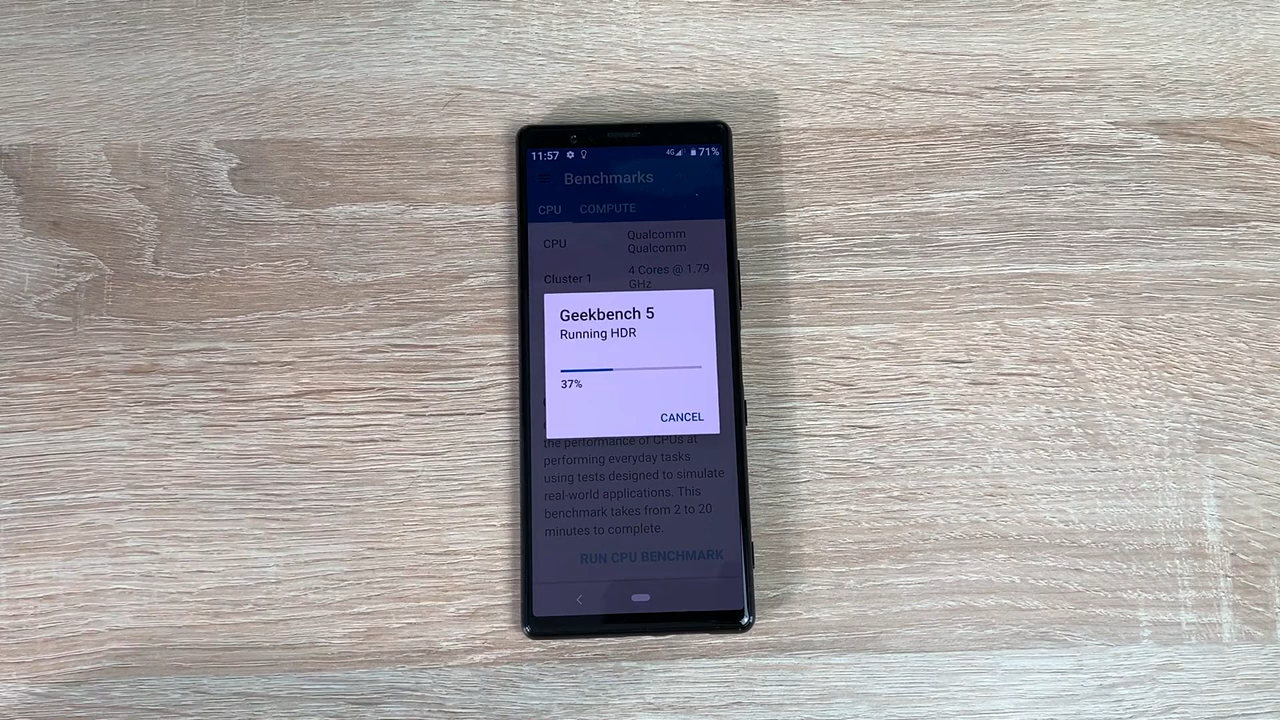 11:57 4G 71%
Benchmarks
CPU COMPUTE
CPU Qualcomm
Qualcomm
Cluster 1 4 Cores @ 1.79
GHz
Geekbench 5
Running HDR
37%
CANCEL
the performance of CPUs at
performing everyday tasks
using tests designed to simulate
real-world applications. This
benchmark takes from 2 to 20
minutes to complete.
RUN CPU BENCHMARK